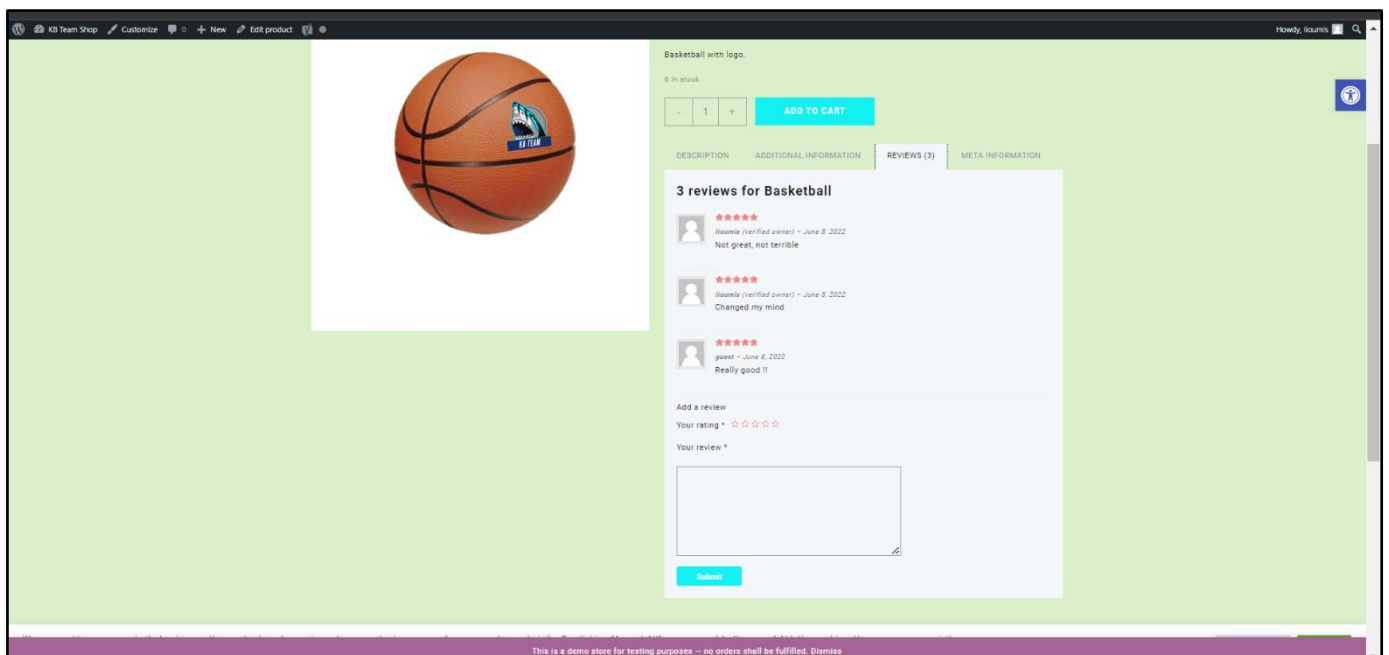 KB Team Shop Customize 0 + New Edit product Howdy, lloumis
Basketball with logo.
6 in stock
- 1 + ADD TO CART
KB TEAM
DESCRIPTION ADDITIONAL INFORMATION REVIEWS (3) META INFORMATION
3 reviews for Basketball
lloumis (verified owner) – June 8, 2022
Not great, not terrible
lloumis (verified owner) – June 8, 2022
Changed my mind
guest – June 8, 2022
Really good !!
Add a review
Your rating *
Your review *
Submit
This is a demo store for testing purposes — no orders shall be fulfilled. Dismiss